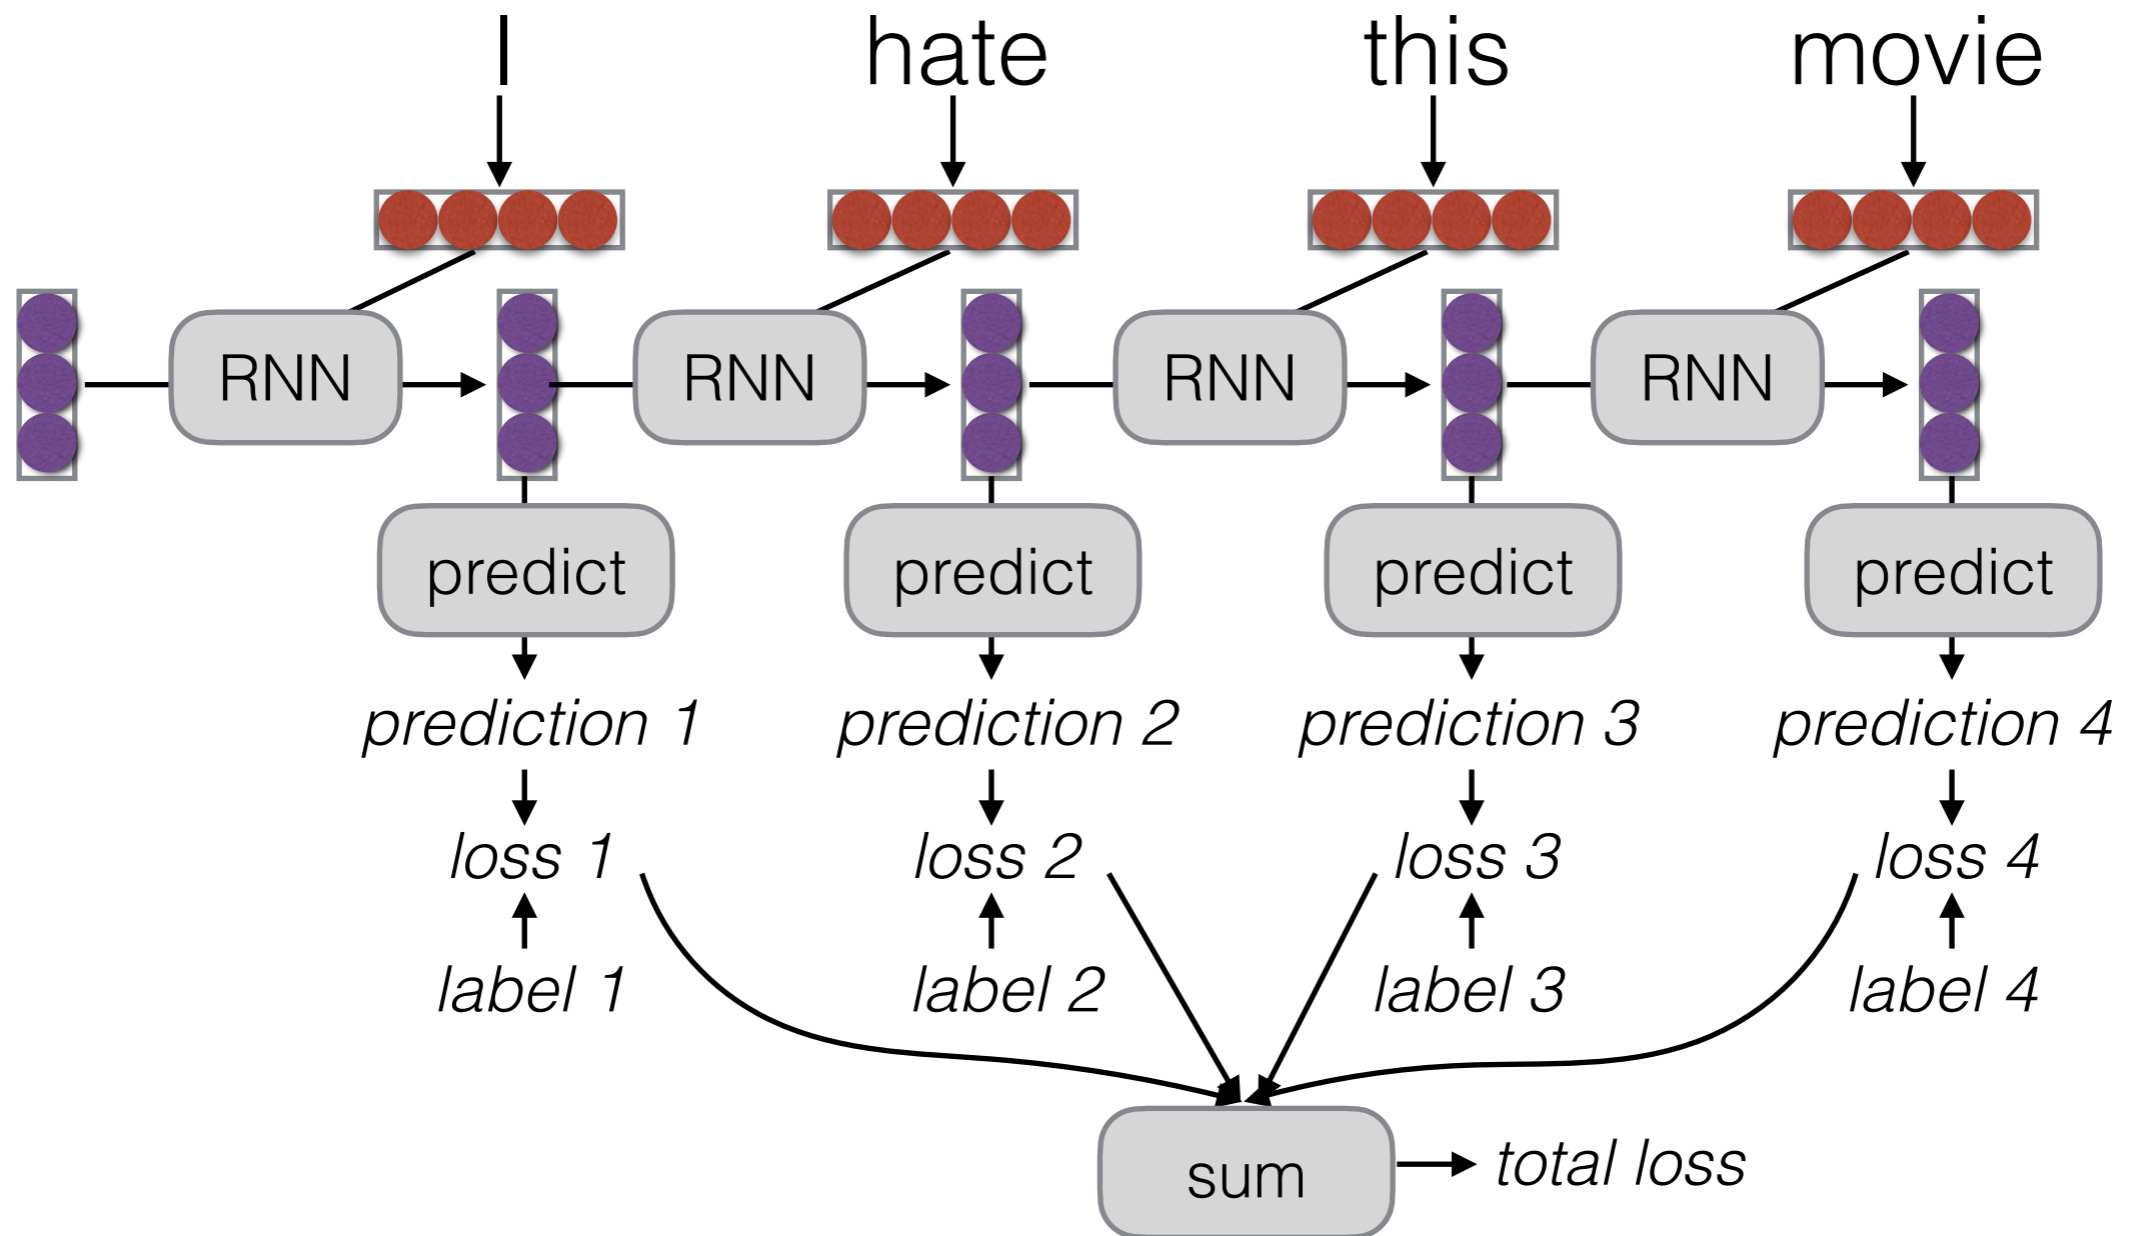 I hate this movie
RNN RNN RNN RNN
predict predict predict predict
prediction 1 prediction 2 prediction 3 prediction 4
loss 1 loss 2 loss 3 loss 4
label 1 label 2 label 3 label 4
sum total loss